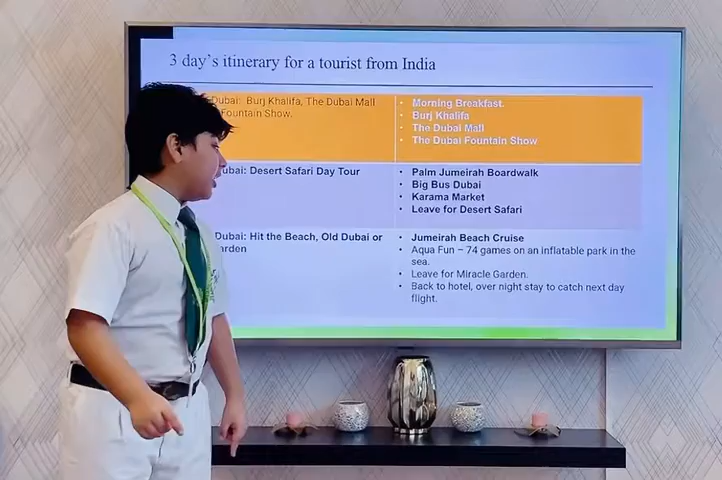 3 day's itinerary for a tourist from India
Dubai: Burj Khalifa, The Dubai Mall
Fountain Show.
• Morning Breakfast.
• Burj Khalifa
• The Dubai Mall
• The Dubai Fountain Show
ubai: Desert Safari Day Tour
• Palm Jumeirah Boardwalk
• Big Bus Dubai
• Karama Market
• Leave for Desert Safari
Dubai: Hit the Beach, Old Dubai or
arden
• Jumeirah Beach Cruise
• Aqua Fun – 74 games on an inflatable park in the
sea.
• Leave for Miracle Garden.
• Back to hotel, over night stay to catch next day
flight.